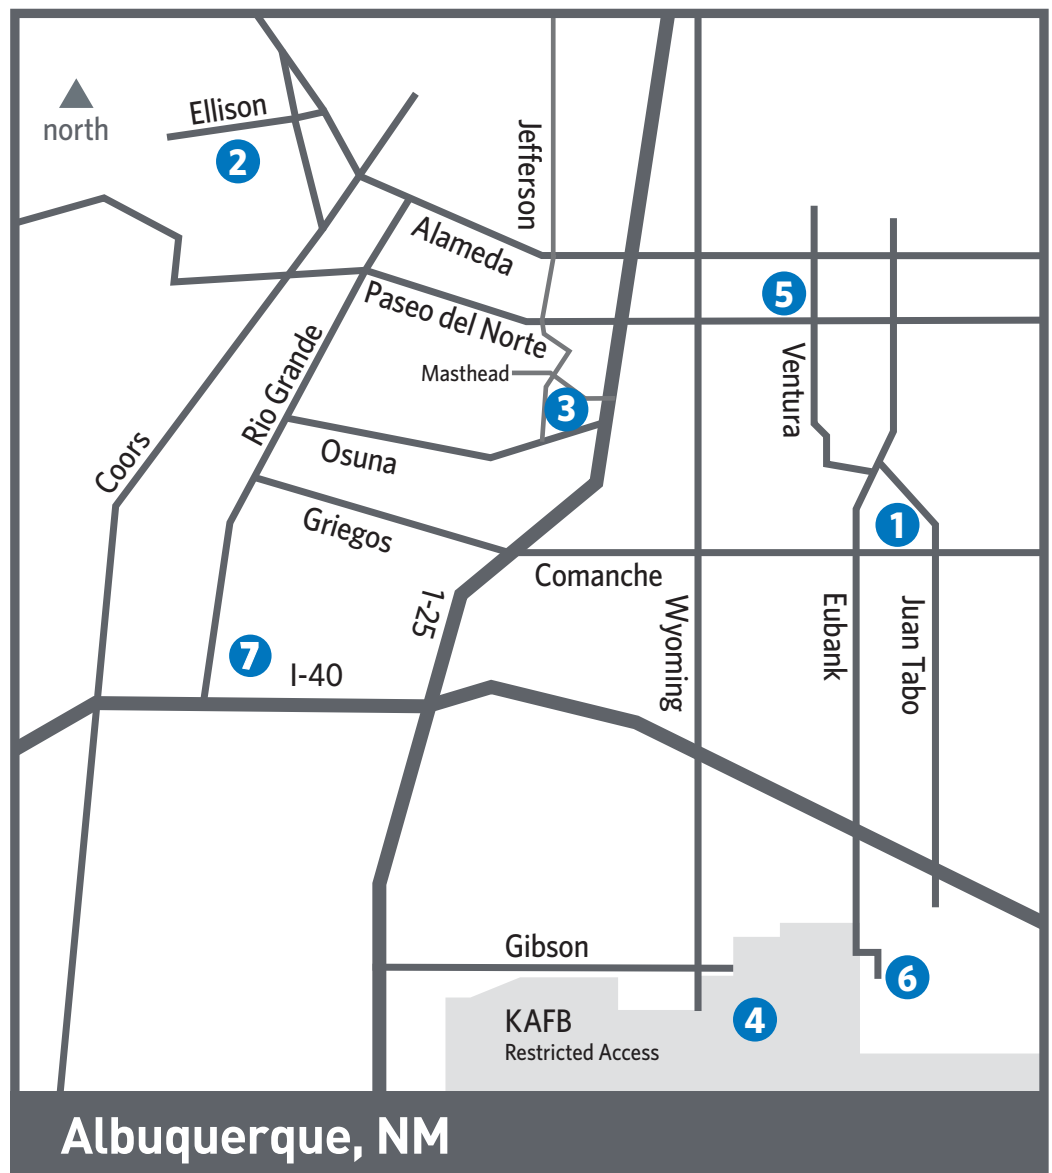 north
Ellison
2
Jefferson
Alameda
5
Paseo del Norte
Masthead
3
Ventura
Rio Grande
Coors
Osuna
1
Griegos
Comanche
1-25
Wyoming
Eubank
Juan Tabo
7
I-40
Gibson
6
4
KAFB
Restricted Access
Albuquerque, NM